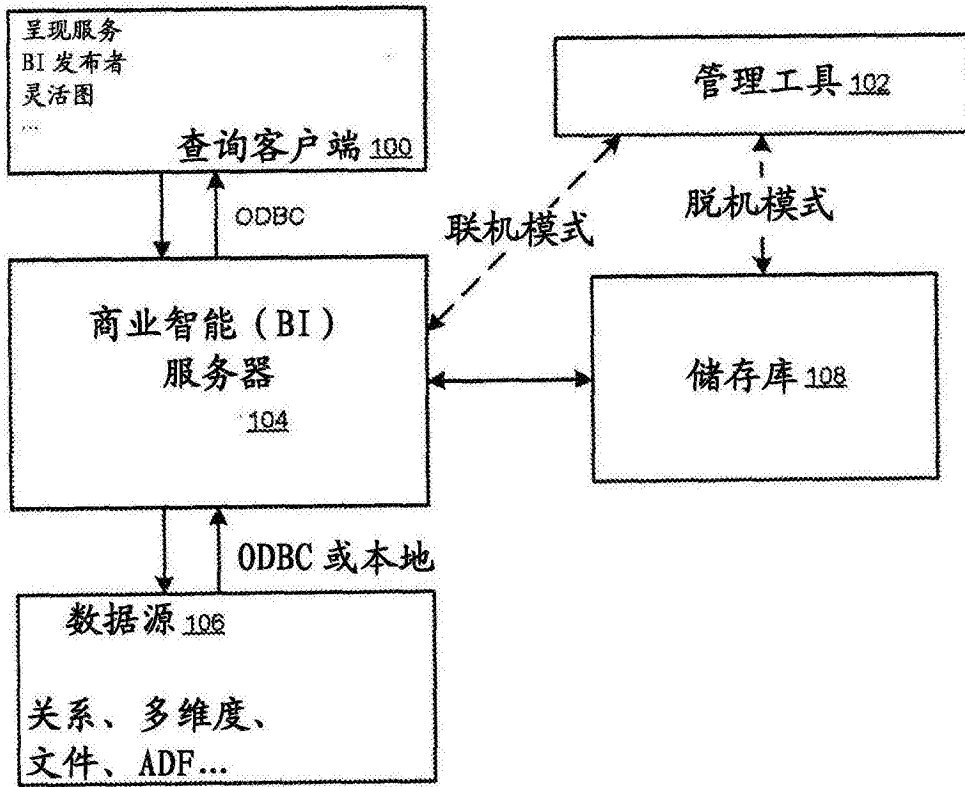 呈现服务
BI 发布者
灵活图
...
查询客户端 100
管理工具 102
ODBC
联机模式
脱机模式
商业智能（BI）
服务器
104
储存库 108
ODBC 或本地
数据源 106
关系、多维度、
文件、ADF...